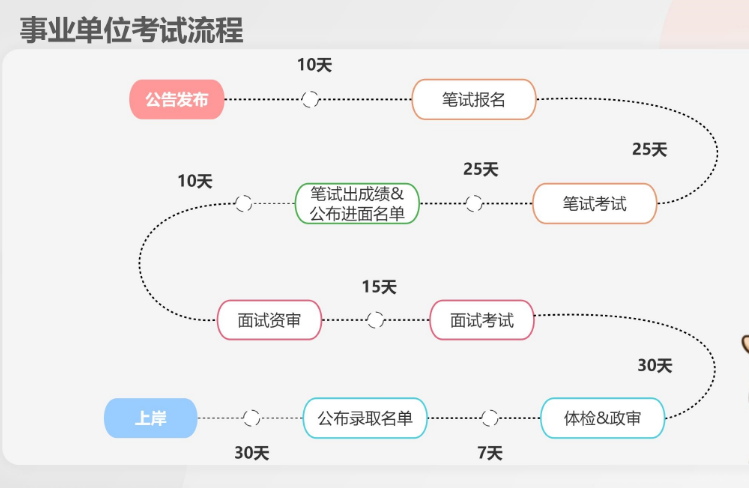 事业单位考试流程
10天
公告发布
笔试报名
25天
25天
10天
笔试出成绩&
公布进面名单
笔试考试
15天
面试资审
面试考试
30天
上岸
公布录取名单
体检&政审
30天
7天